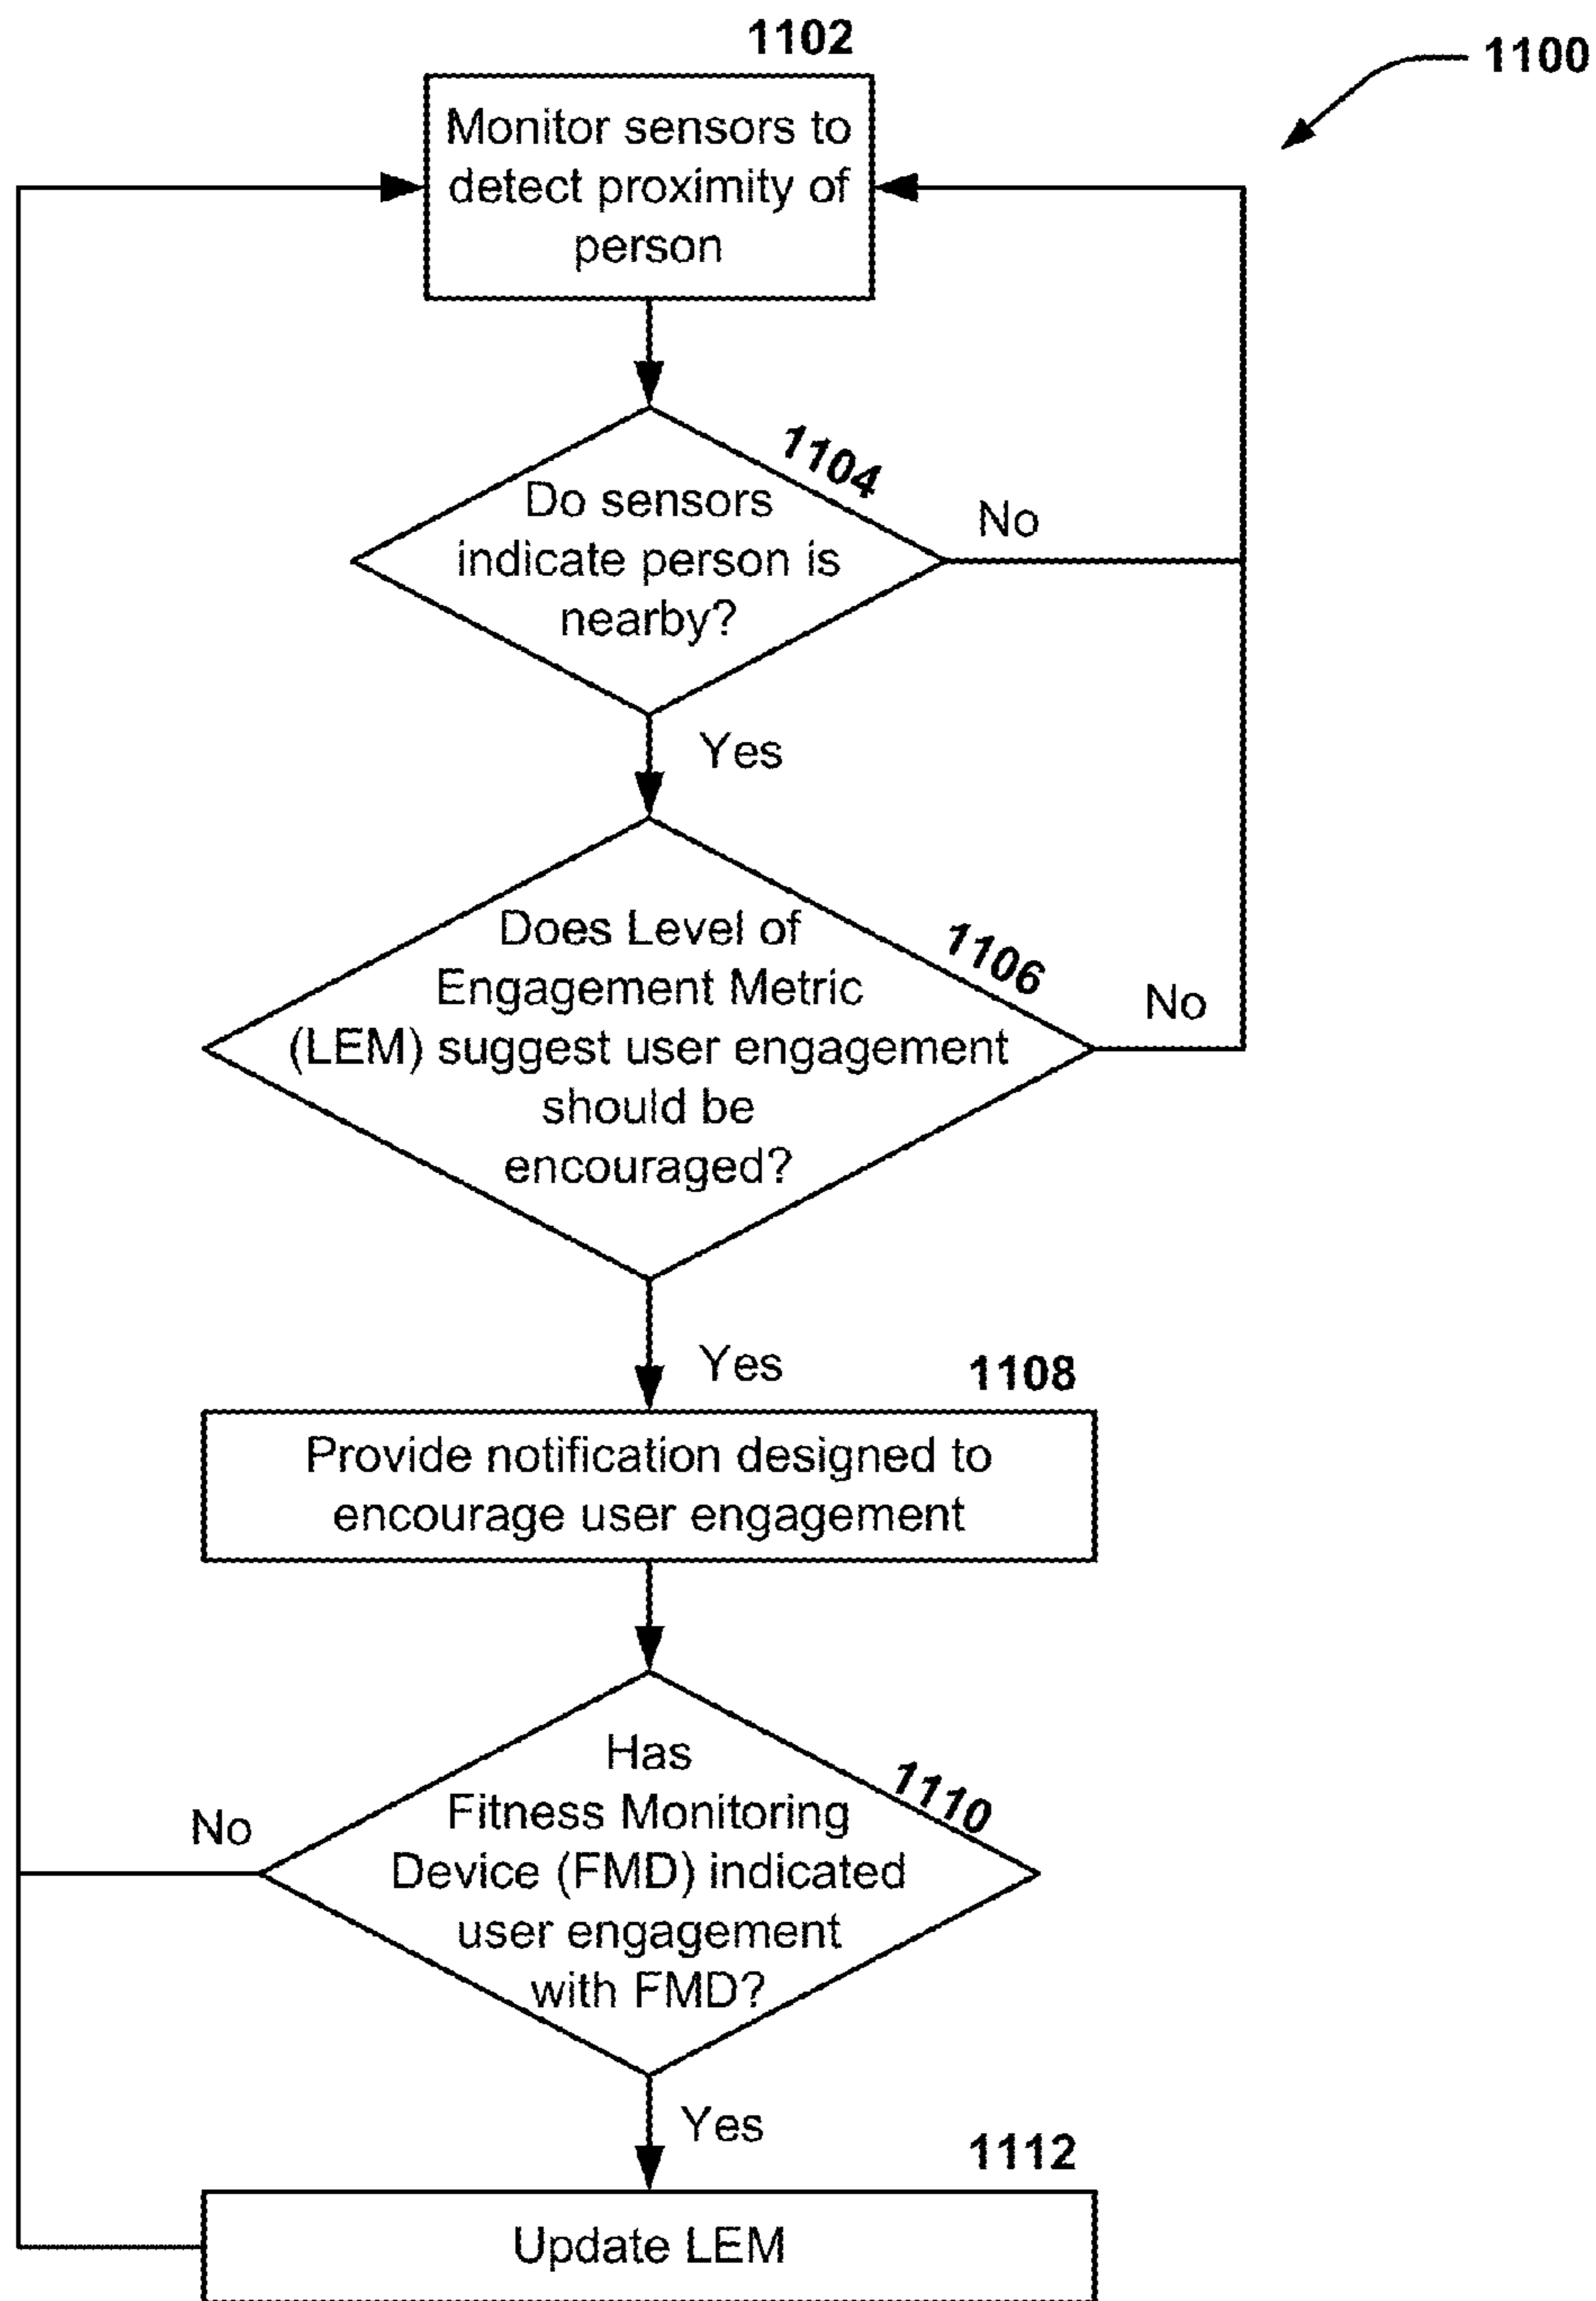 1102
1100
Monitor sensors to
detect proximity of
person
1104
Do sensors
indicate person is
nearby?
No
Yes
1106
Does Level of
Engagement Metric
(LEM) suggest user engagement
should be
encouraged?
No
Yes
1108
Provide notification designed to
encourage user engagement
1110
Has
Fitness Monitoring
Device (FMD) indicated
user engagement
with FMD?
No
Yes
1112
Update LEM